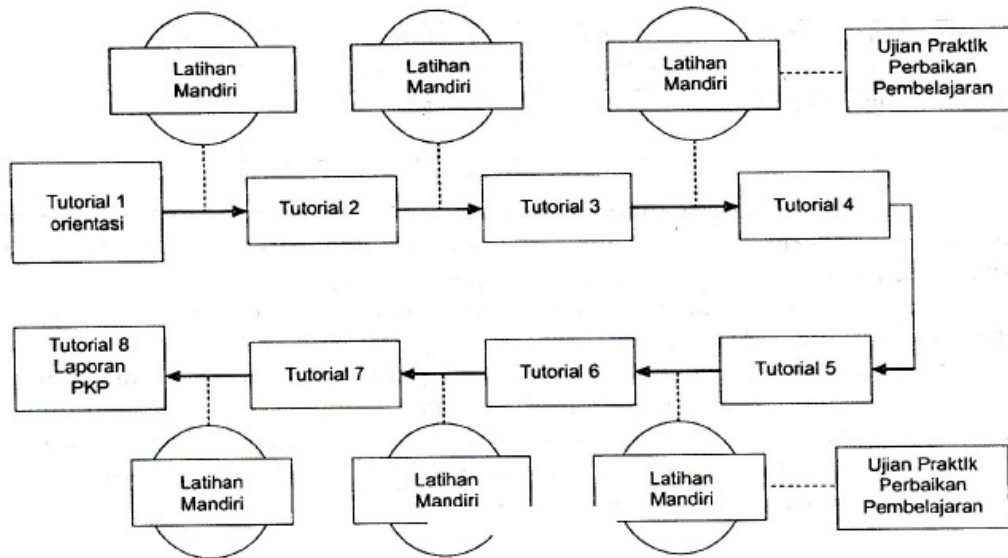 Latihan
Mandiri
Latihan
Mandiri
Latihan
Mandiri
Ujian Praktik
Perbaikan
Pembelajaran
Tutorial 1
orientasi
Tutorial 2
Tutorial 3
Tutorial 4
Tutorial 8
Laporan
PKP
Tutorial 7
Tutorial 6
Tutorial 5
Latihan
Mandiri
Latihan
Mandiri
Latihan
Mandiri
Ujian Praktik
Perbaikan
Pembelajaran